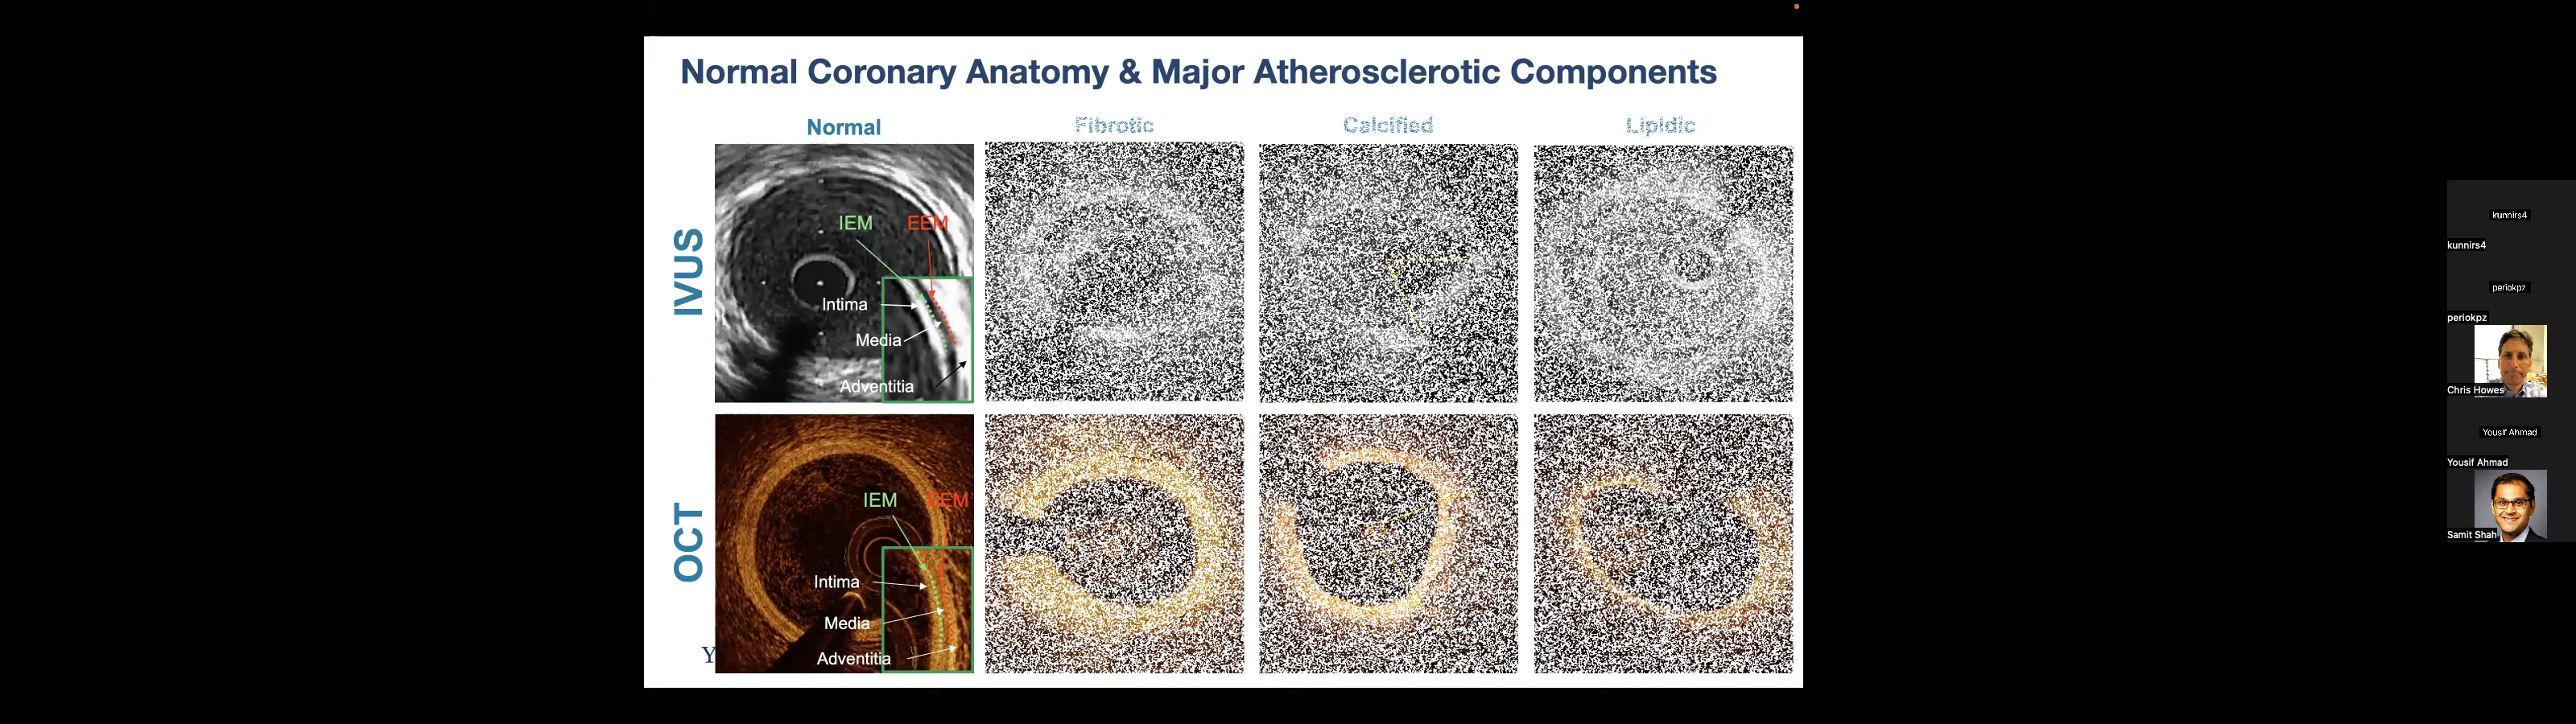 Normal Coronary Anatomy & Major Atherosclerotic Components
Normal
Fibrotic
Calcified
Lipidic
IVUS
IEM
EEM
Intima
Media
Adventitia
OCT
IEM
EEM
Intima
Media
Adventitia
Y
kunnirs4
kunnirs4
periokpz
periokpz
Chris Howes
Yousif Ahmad
Yousif Ahmad
Samit Shah